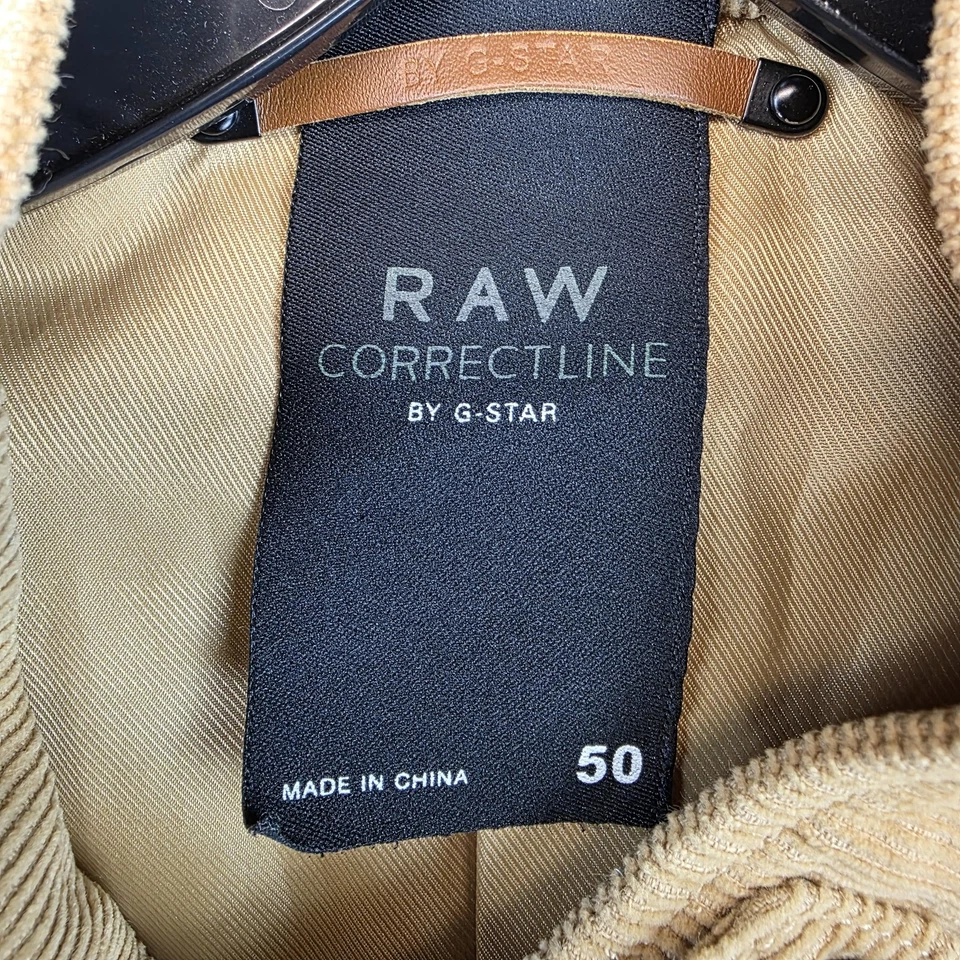 BY G-STAR
RAW
CORRECTLINE
BY G-STAR
MADE IN CHINA
50